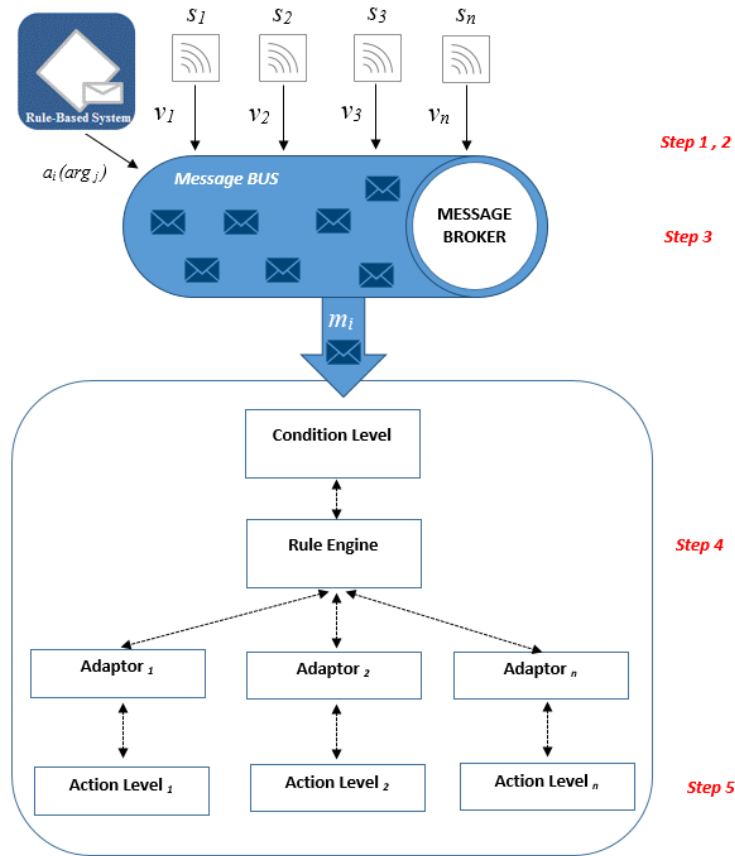 s1 s2 s3 sn
Rule-Based System
v1 v2 v3 vn
Step 1 , 2
ai(arg j)
Message BUS
MESSAGE
BROKER
Step 3
mi
Condition Level
Rule Engine
Step 4
Adaptor 1 Adaptor 2 Adaptor n
Action Level 1 Action Level 2 Action Level n
Step 5